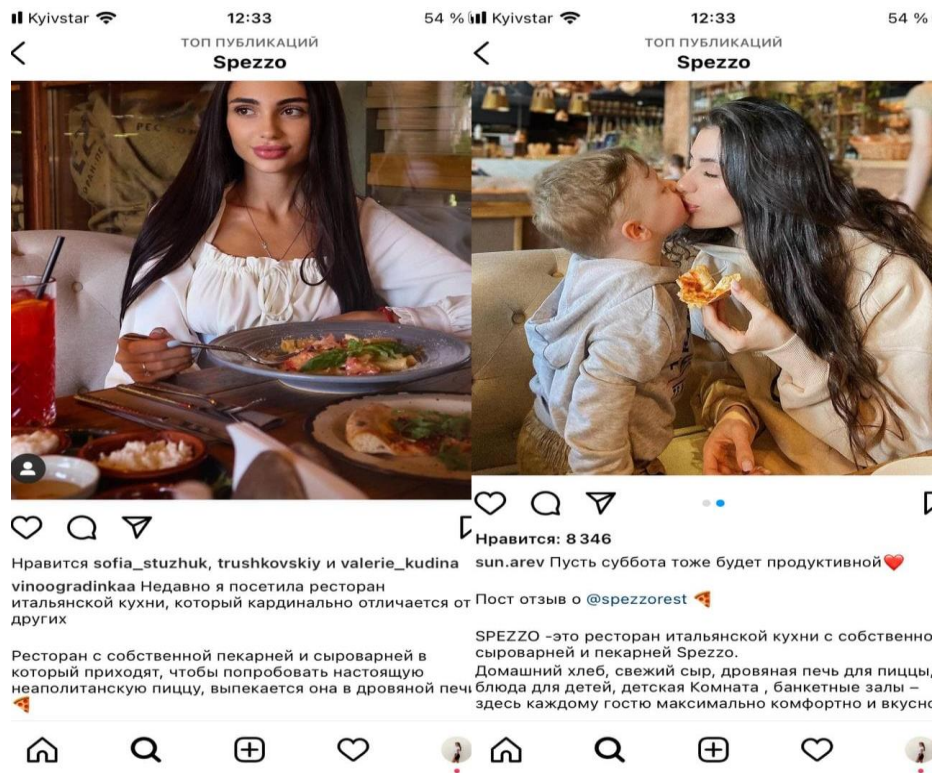 Kyivstar 12:33 54 %
ТОП ПУБЛИКАЦИЙ
Spezzo
Нравится sofia_stuzhuk, trushkovskiy и valerie_kudina
vinoogradinkaa Недавно я посетила ресторан
итальянской кухни, который кардинально отличается от
других
Ресторан с собственной пекарней и сыроварней в
который приходят, чтобы попробовать настоящую
неаполитанскую пиццу, выпекается она в дровяной печи
🍕
Kyivstar 12:33 54 %
ТОП ПУБЛИКАЦИЙ
Spezzo
Нравится: 8 346
sun.arev Пусть суббота тоже будет продуктивной❤️
Пост отзыв о @spezzorest 🍕
SPEZZO -это ресторан итальянской кухни с собственно
сыроварней и пекарней Spezzo.
Домашний хлеб, свежий сыр, дровяная печь для пиццы,
блюда для детей, детская Комната , банкетные залы –
здесь каждому гостю максимально комфортно и вкусно